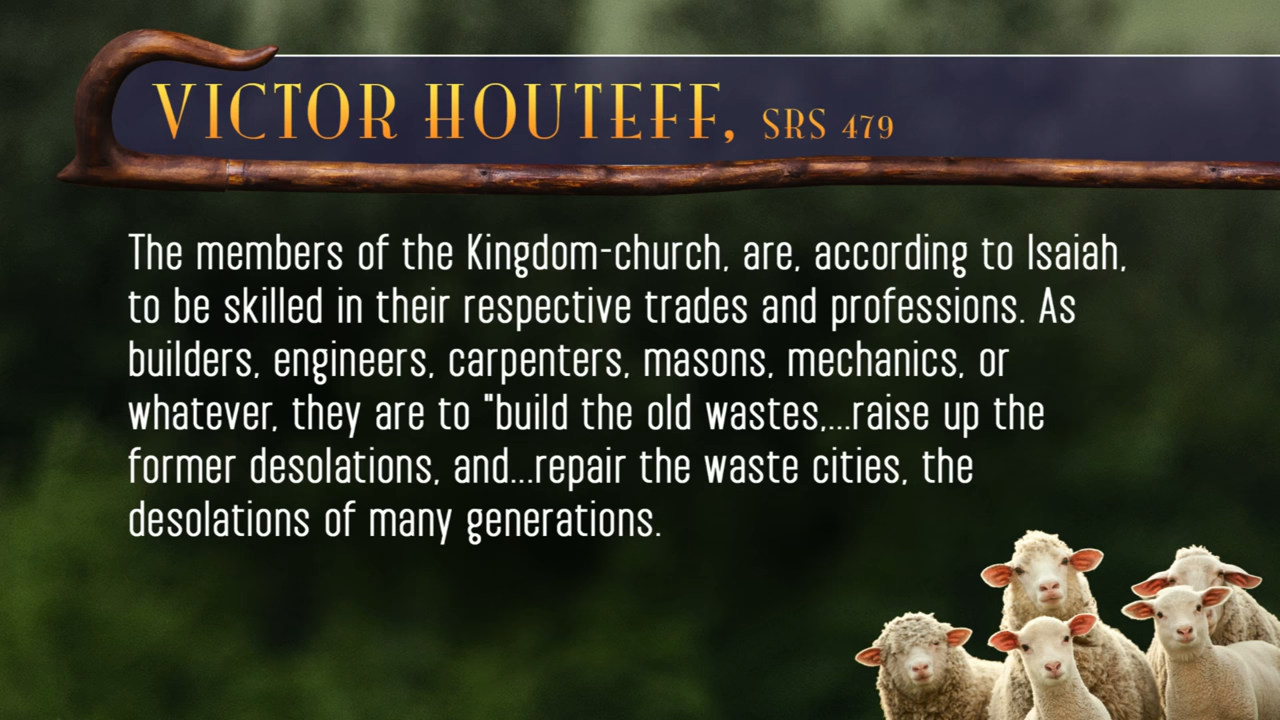 VICTOR HOUTEFF, SRS 479
The members of the Kingdom-church, are, according to Isaiah,
to be skilled in their respective trades and professions. As
builders, engineers, carpenters, masons, mechanics, or
whatever, they are to "build the old wastes,...raise up the
former desolations, and...repair the waste cities, the
desolations of many generations.